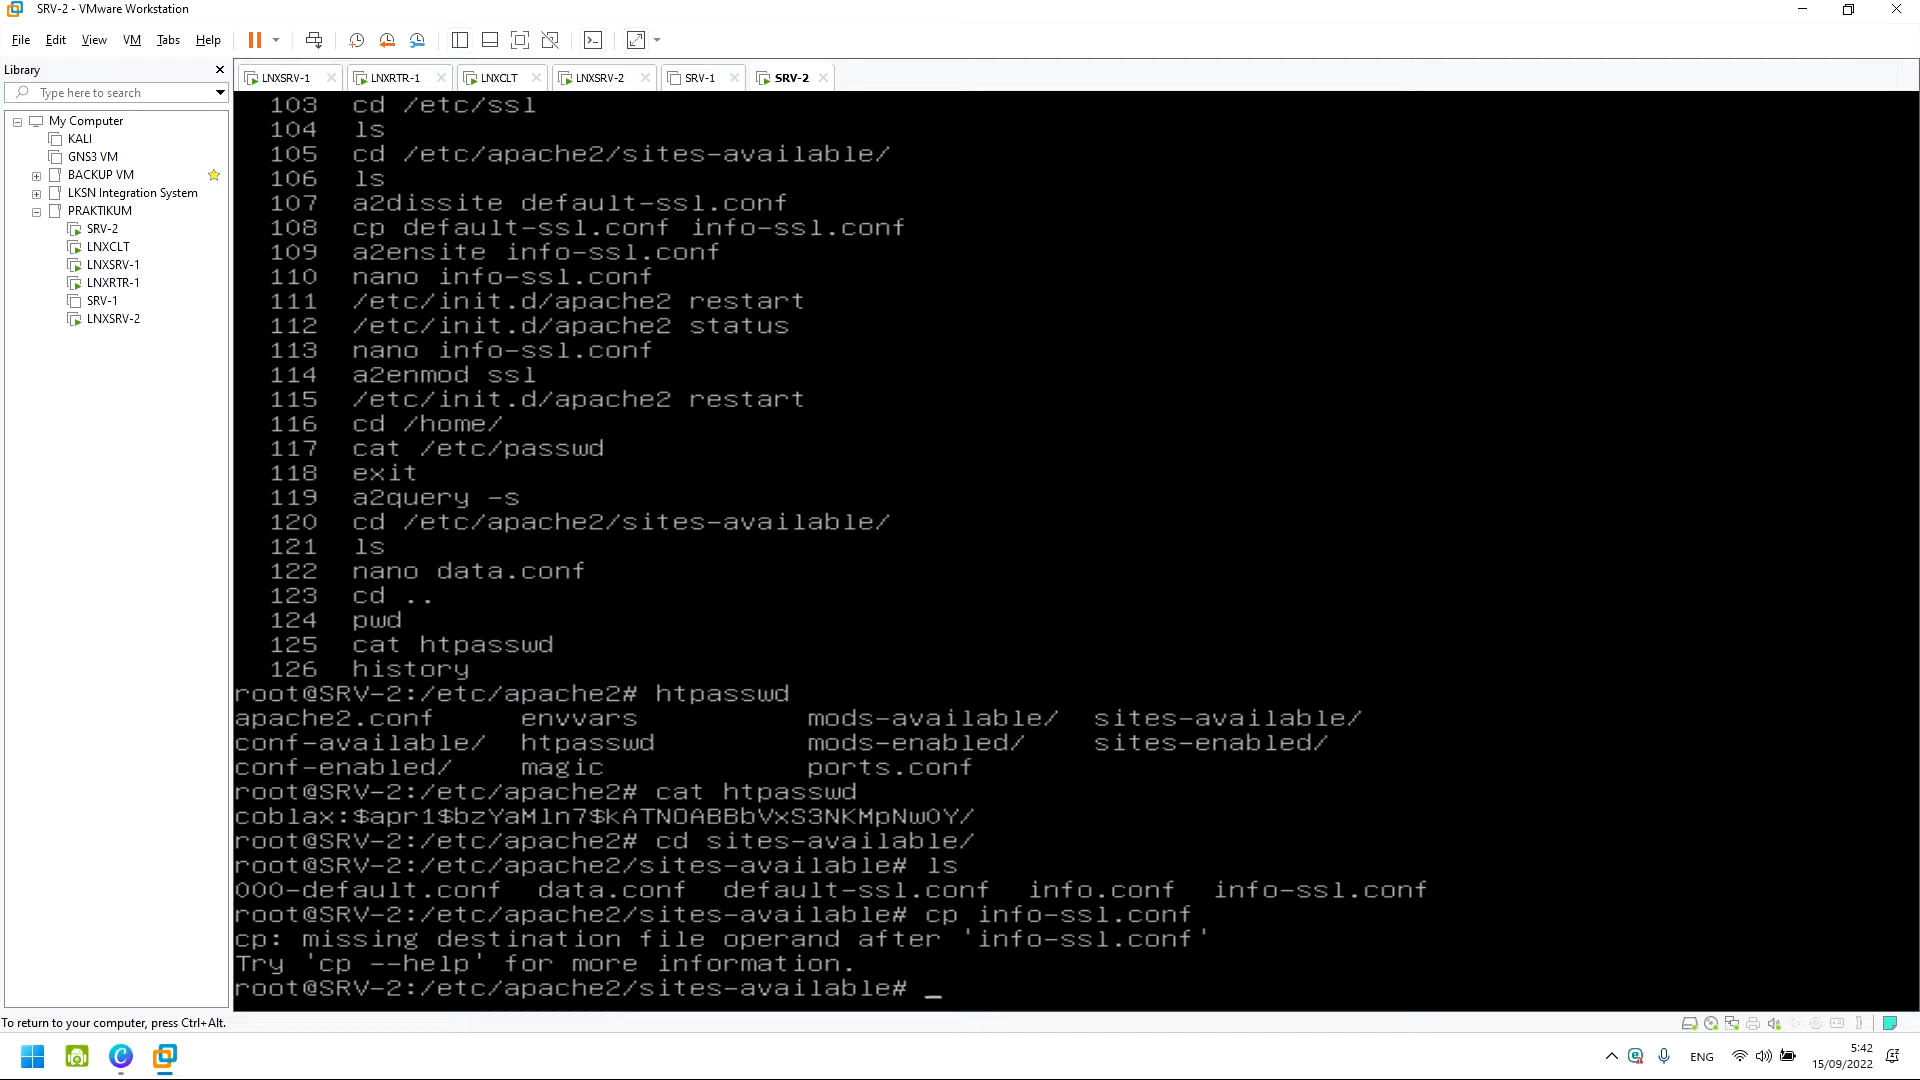 SRV-2 - VMware Workstation
File Edit View VM Tabs Help
Library
Type here to search
My Computer
KALI
GNS3 VM
BACKUP VM
LKSN Integration System
PRAKTIKUM
SRV-2
LNXCLT
LNXSRV-1
LNXRTR-1
SRV-1
LNXSRV-2
LNXSRV-1 LNXRTR-1 LNXCLT LNXSRV-2 SRV-1 SRV-2
103 cd /etc/ssl
104 ls
105 cd /etc/apache2/sites-available/
106 ls
107 a2dissite default-ssl.conf
108 cp default-ssl.conf info-ssl.conf
109 a2ensite info-ssl.conf
110 nano info-ssl.conf
111 /etc/init.d/apache2 restart
112 /etc/init.d/apache2 status
113 nano info-ssl.conf
114 a2enmod ssl
115 /etc/init.d/apache2 restart
116 cd /home/
117 cat /etc/passwd
118 exit
119 a2query -s
120 cd /etc/apache2/sites-available/
121 ls
122 nano data.conf
123 cd ..
124 pwd
125 cat htpasswd
126 history
root@SRV-2:/etc/apache2# htpasswd
apache2.conf envvars mods-available/ sites-available/
conf-available/ htpasswd mods-enabled/ sites-enabled/
conf-enabled/ magic ports.conf
root@SRV-2:/etc/apache2# cat htpasswd
coblax:$apr1$bzYaMln7$kATNOABBbVxS3NKMpNwOY/
root@SRV-2:/etc/apache2# cd sites-available/
root@SRV-2:/etc/apache2/sites-available# ls
000-default.conf data.conf default-ssl.conf info.conf info-ssl.conf
root@SRV-2:/etc/apache2/sites-available# cp info-ssl.conf
cp: missing destination file operand after 'info-ssl.conf'
Try 'cp --help' for more information.
root@SRV-2:/etc/apache2/sites-available# _
To return to your computer, press Ctrl+Alt.
ENG
5:42
15/09/2022